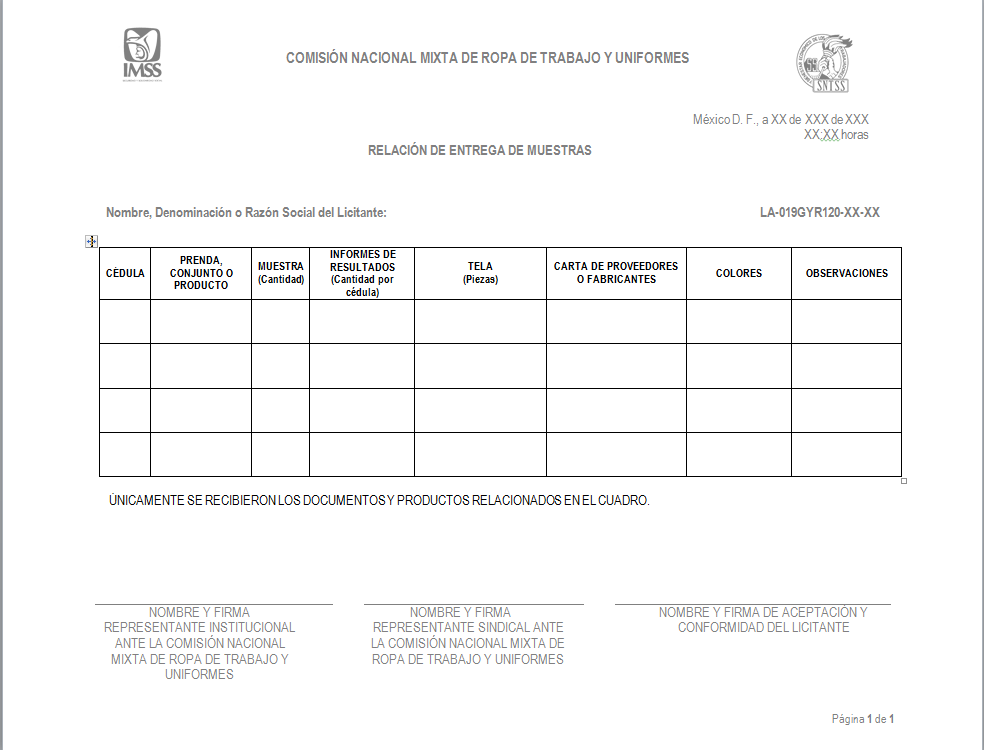 IMSS
COMISIÓN NACIONAL MIXTA DE ROPA DE TRABAJO Y UNIFORMES
SNTSS
México D. F., a XX de XXX de XXX
XX:XX horas
RELACIÓN DE ENTREGA DE MUESTRAS
Nombre, Denominación o Razón Social del Licitante:
LA-019GYR120-XX-XX
CÉDULA
PRENDA,
CONJUNTO O
PRODUCTO
MUESTRA
(Cantidad)
INFORMES DE
RESULTADOS
(Cantidad por
cédula)
TELA
(Piezas)
CARTA DE PROVEEDORES
O FABRICANTES
COLORES
OBSERVACIONES
ÚNICAMENTE SE RECIBIERON LOS DOCUMENTOS Y PRODUCTOS RELACIONADOS EN EL CUADRO.
NOMBRE Y FIRMA
REPRESENTANTE INSTITUCIONAL
ANTE LA COMISIÓN NACIONAL
MIXTA DE ROPA DE TRABAJO Y
UNIFORMES
NOMBRE Y FIRMA
REPRESENTANTE SINDICAL ANTE
LA COMISIÓN NACIONAL MIXTA DE
ROPA DE TRABAJO Y UNIFORMES
NOMBRE Y FIRMA DE ACEPTACIÓN Y
CONFORMIDAD DEL LICITANTE
Página 1 de 1